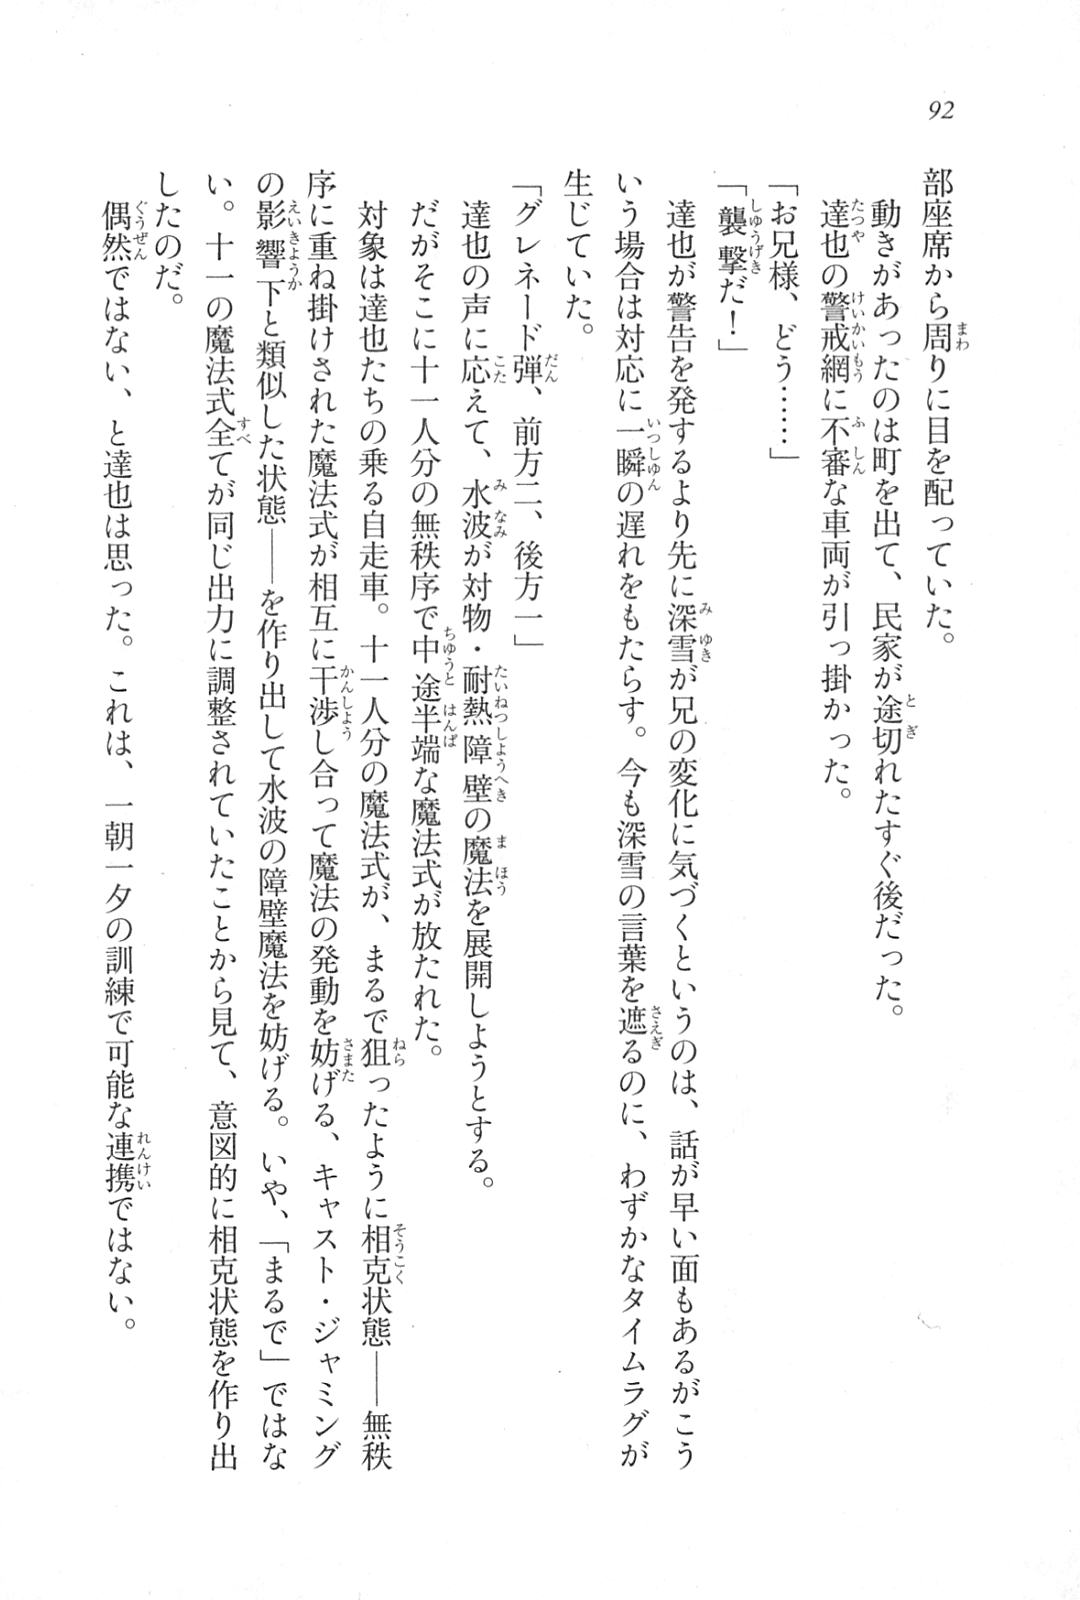 92
部座席から周りに目を配っていた。
動きがあったのは町を出て、民家が途切れたすぐ後だった。
達也の警戒網に不審な車両が引っ掛かった。
「お兄様、どう……」
「襲撃だ！」
達也が警告を発するより先に深雪が兄の変化に気づくというのは、話が早い面もあるがこう
いう場合は対応に一瞬の遅れをもたらす。今も深雪の言葉を遮るのに、わずかなタイムラグが
生じていた。
「グレネード弾、前方二、後方一」
達也の声に応えて、水波が対物・耐熱障壁の魔法を展開しようとする。
だがそこに十一人分の無秩序で中途半端な魔法式が放たれた。
対象は達也たちの乗る自走車。十一人分の魔法式が、まるで狙ったように相克状態――無秩
序に重ね掛けされた魔法式が相互に干渉し合って魔法の発動を妨げる、キャスト・ジャミング
の影響下と類似した状態――を作り出して水波の障壁魔法を妨げる。いや、「まるで」ではな
い。十一の魔法式全てが同じ出力に調整されていたことから見て、意図的に相克状態を作り出
したのだ。
偶然ではない、と達也は思った。これは、一朝一夕の訓練で可能な連携ではない。